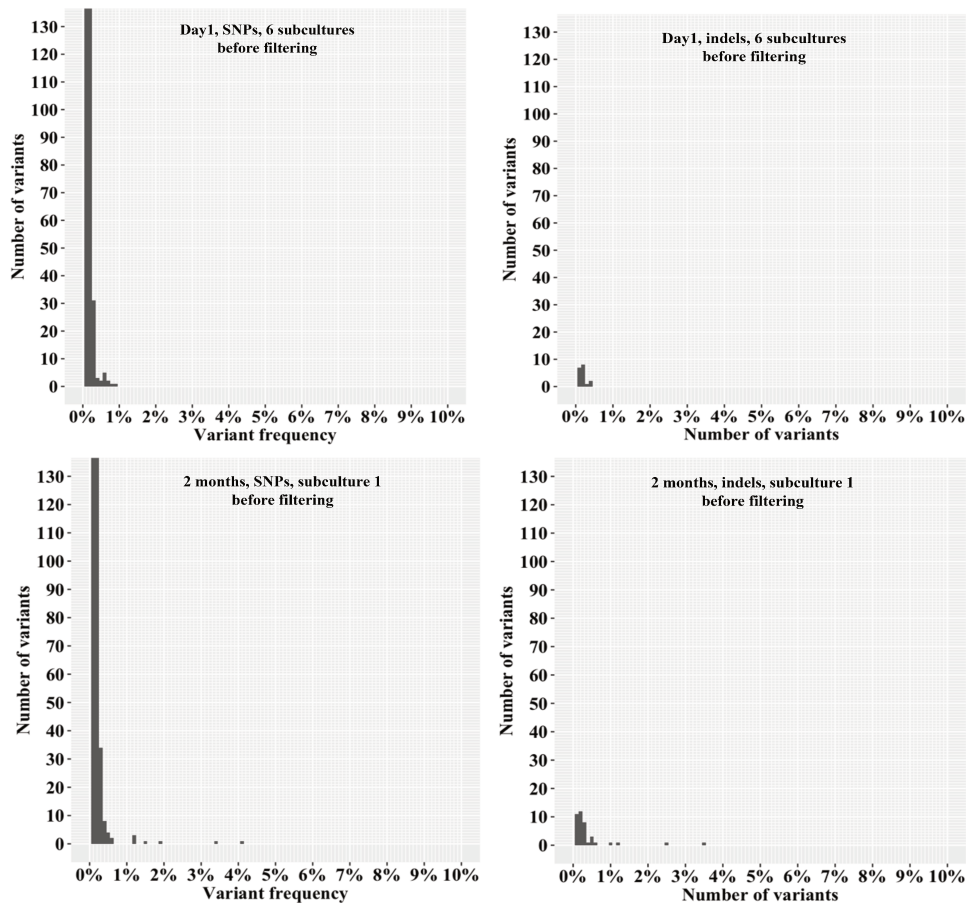 Day1, SNPs, 6 subcultures
before filtering
Number of variants
130
120
110
100
90
80
70
60
50
40
30
20
10
0
0% 1% 2% 3% 4% 5% 6% 7% 8% 9% 10%
Variant frequency
Day1, indels, 6 subcultures
before filtering
Number of variants
130
120
110
100
90
80
70
60
50
40
30
20
10
0
0% 1% 2% 3% 4% 5% 6% 7% 8% 9% 10%
Number of variants
2 months, SNPs, subculture 1
before filtering
Number of variants
130
120
110
100
90
80
70
60
50
40
30
20
10
0
0% 1% 2% 3% 4% 5% 6% 7% 8% 9% 10%
Variant frequency
2 months, indels, subculture 1
before filtering
Number of variants
130
120
110
100
90
80
70
60
50
40
30
20
10
0
0% 1% 2% 3% 4% 5% 6% 7% 8% 9% 10%
Number of variants